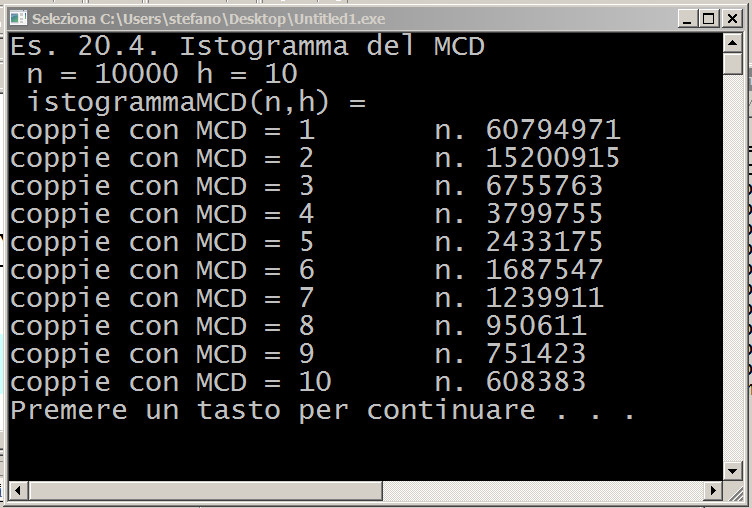 Seleziona C:\Users\stefano\Desktop\Untitled1.exe
Es. 20.4. Istogramma del MCD
n = 10000 h = 10
istogrammaMCD(n,h) =
coppie con MCD = 1 n. 60794971
coppie con MCD = 2 n. 15200915
coppie con MCD = 3 n. 6755763
coppie con MCD = 4 n. 3799755
coppie con MCD = 5 n. 2433175
coppie con MCD = 6 n. 1687547
coppie con MCD = 7 n. 1239911
coppie con MCD = 8 n. 950611
coppie con MCD = 9 n. 751423
coppie con MCD = 10 n. 608383
Premere un tasto per continuare . . .